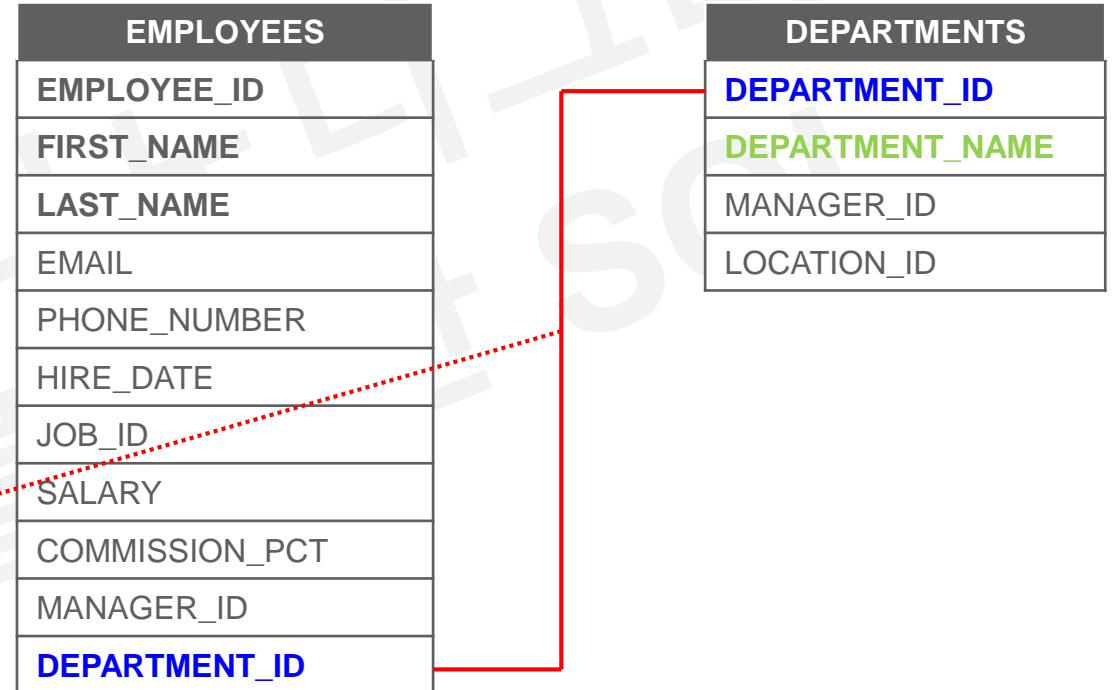 EMPLOYEES
EMPLOYEE_ID
FIRST_NAME
LAST_NAME
EMAIL
PHONE_NUMBER
HIRE_DATE
JOB_ID
SALARY
COMMISSION_PCT
MANAGER_ID
DEPARTMENT_ID
DEPARTMENTS
DEPARTMENT_ID
DEPARTMENT_NAME
MANAGER_ID
LOCATION_ID